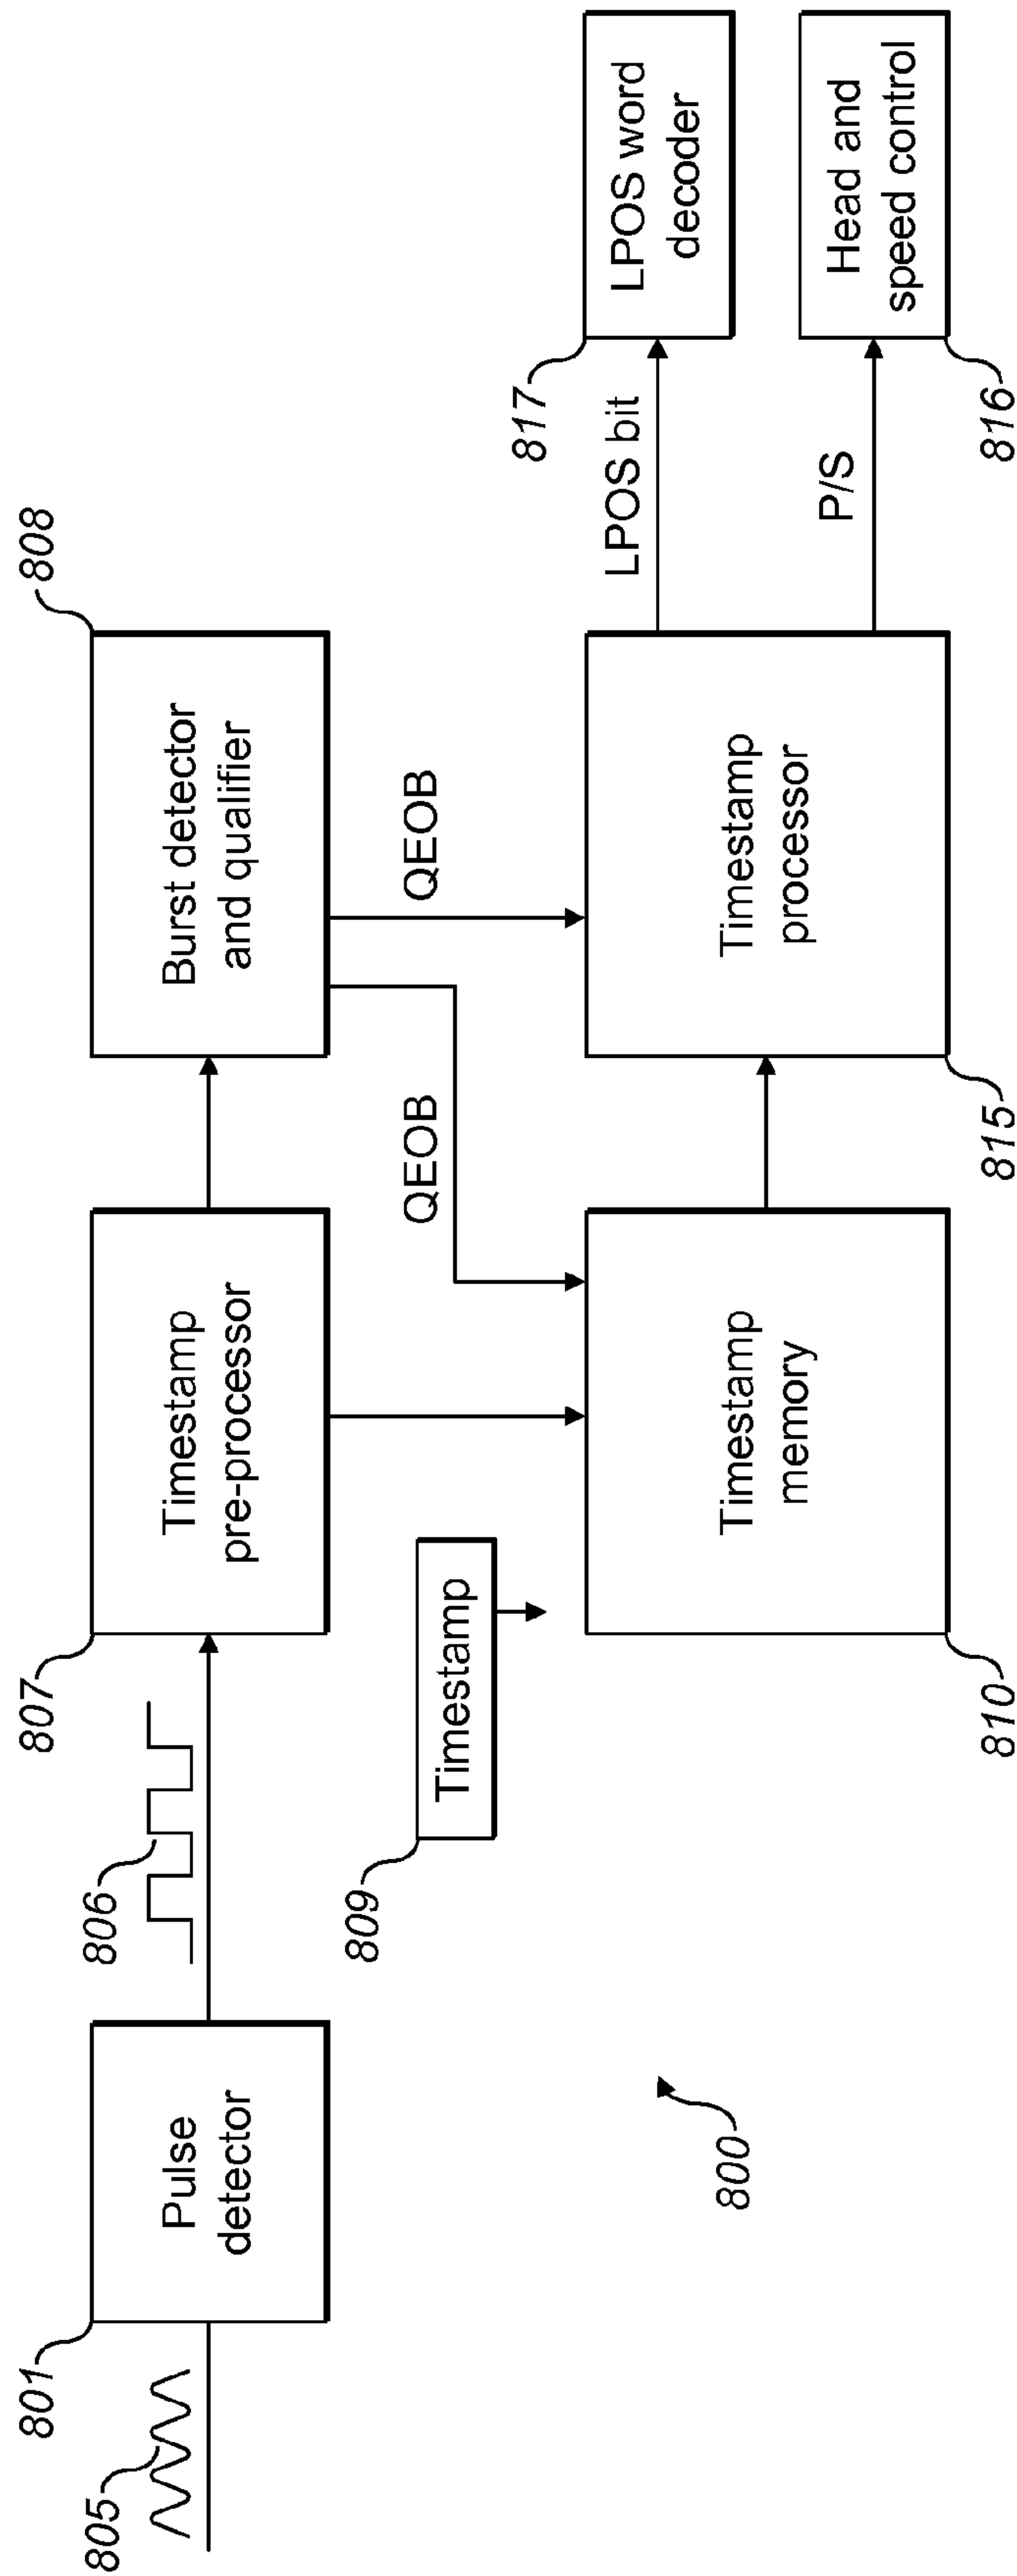 801
Pulse
detector
805
806
807
Timestamp
pre-processor
808
Burst detector
and qualifier
QEOB
QEOB
809
Timestamp
Timestamp
memory
810
Timestamp
processor
815
LPOS bit
817
LPOS word
decoder
P/S
Head and
speed control
816
800